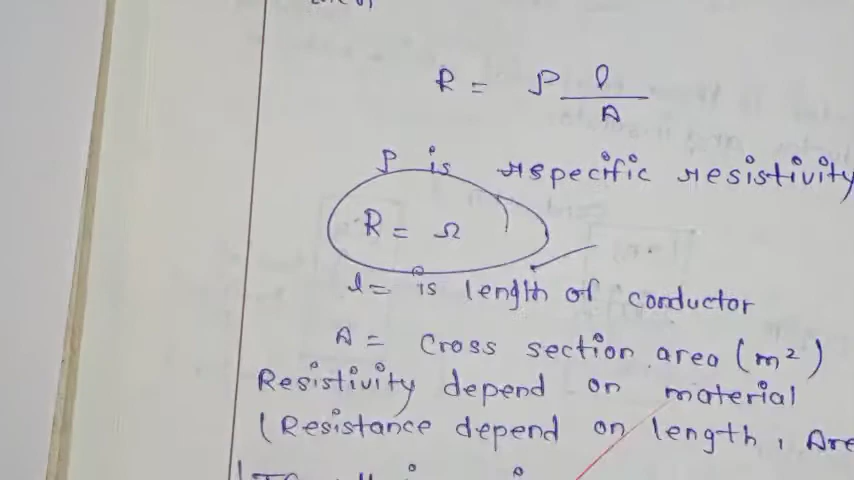 R = ρ l
A
ρ is specific resistivity
R = Ω
l = is length of conductor
A = cross section area (m²)
Resistivity depend on material
(Resistance depend on length, Are